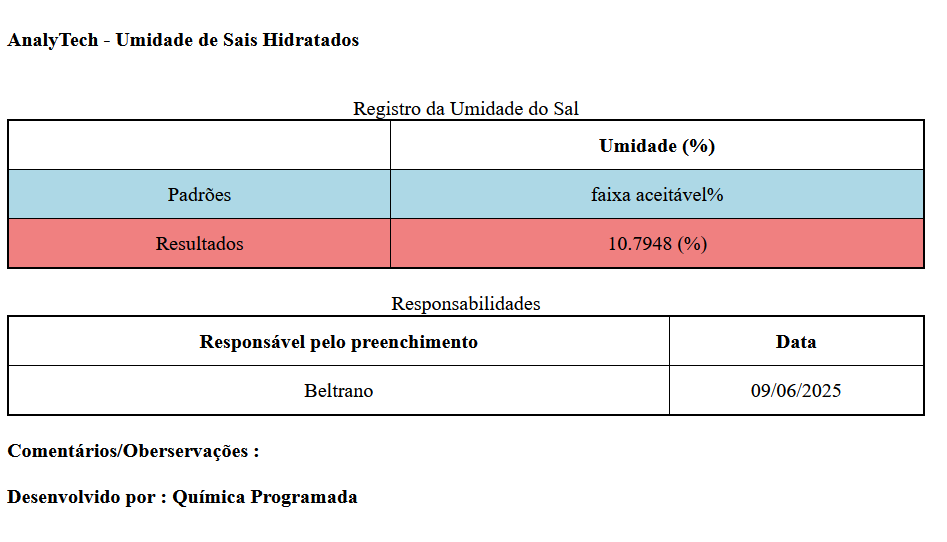 AnalyTech - Umidade de Sais Hidratados
Registro da Umidade do Sal
Umidade (%)
Padrões faixa aceitável%
Resultados 10.7948 (%)
Responsabilidades
Responsável pelo preenchimento Data
Beltrano 09/06/2025
Comentários/Oberservações :
Desenvolvido por : Química Programada